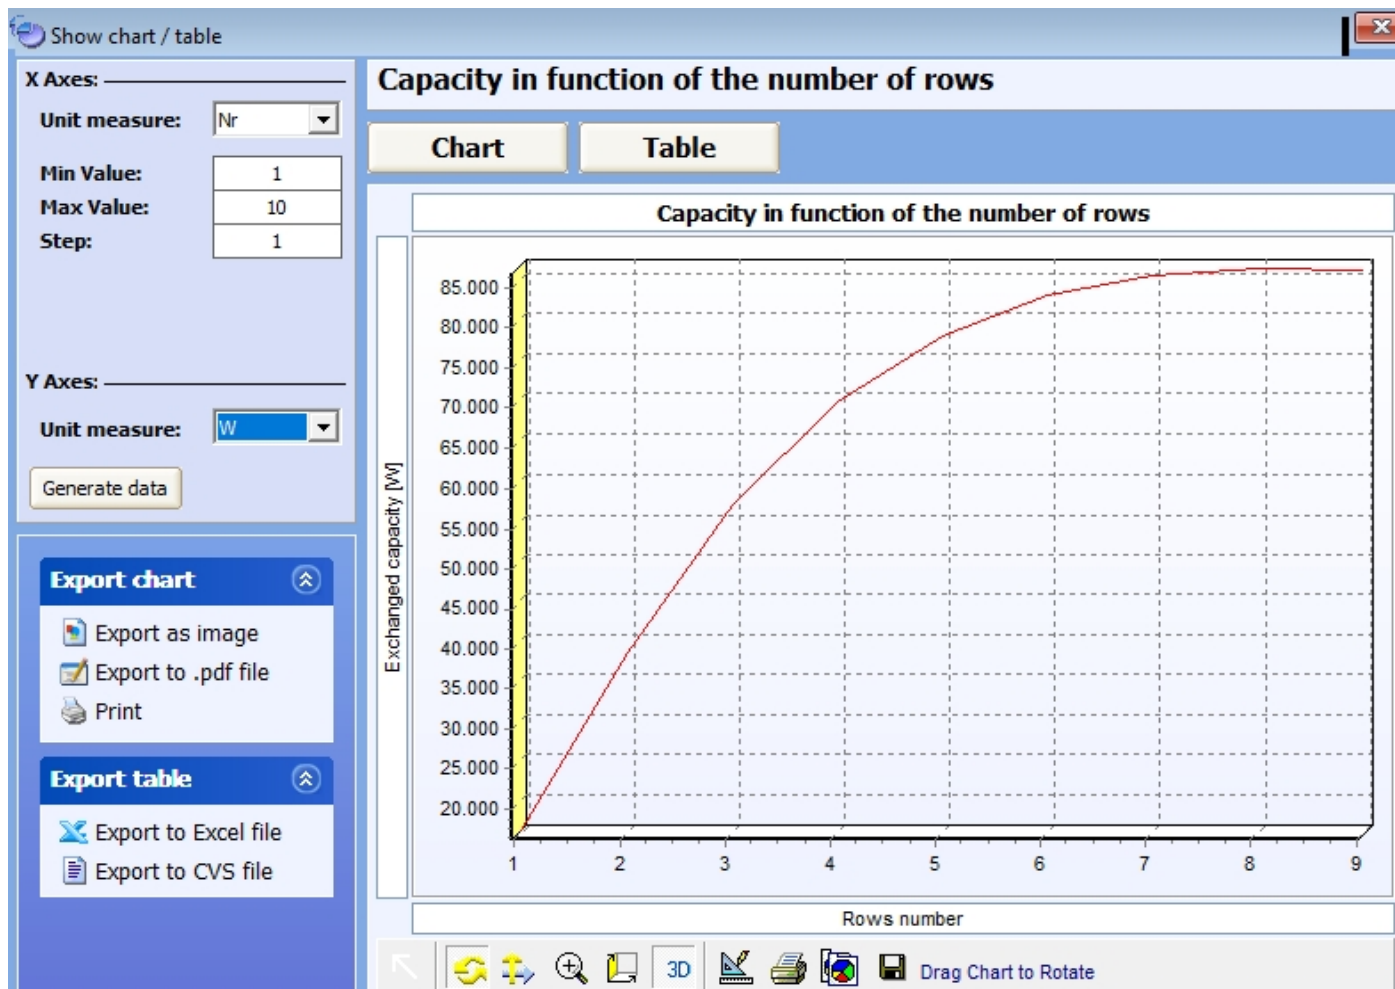 Show chart / table
X Axes:
Unit measure: Nr
Min Value: 1
Max Value: 10
Step: 1
Y Axes:
Unit measure: W
Generate data
Export chart
Export as image
Export to .pdf file
Print
Export table
Export to Excel file
Export to CVS file
Capacity in function of the number of rows
Chart Table
Capacity in function of the number of rows
Exchanged capacity [W]
85.000
80.000
75.000
70.000
65.000
60.000
55.000
50.000
45.000
40.000
35.000
30.000
25.000
20.000
1 2 3 4 5 6 7 8 9
Rows number
3D Drag Chart to Rotate